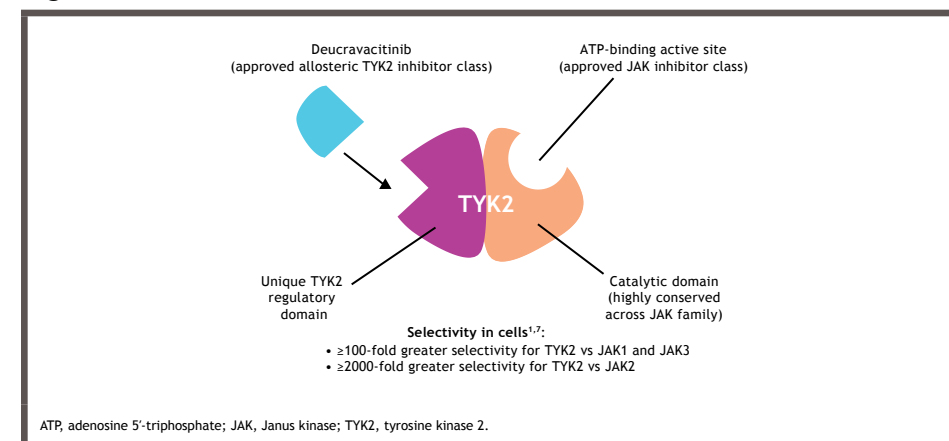 Deucravacitinib
(approved allosteric TYK2 inhibitor class)
ATP-binding active site
(approved JAK inhibitor class)
TYK2
Unique TYK2
regulatory
domain
Catalytic domain
(highly conserved
across JAK family)
Selectivity in cells¹,⁷:
• ≥100-fold greater selectivity for TYK2 vs JAK1 and JAK3
• ≥2000-fold greater selectivity for TYK2 vs JAK2
ATP, adenosine 5′-triphosphate; JAK, Janus kinase; TYK2, tyrosine kinase 2.